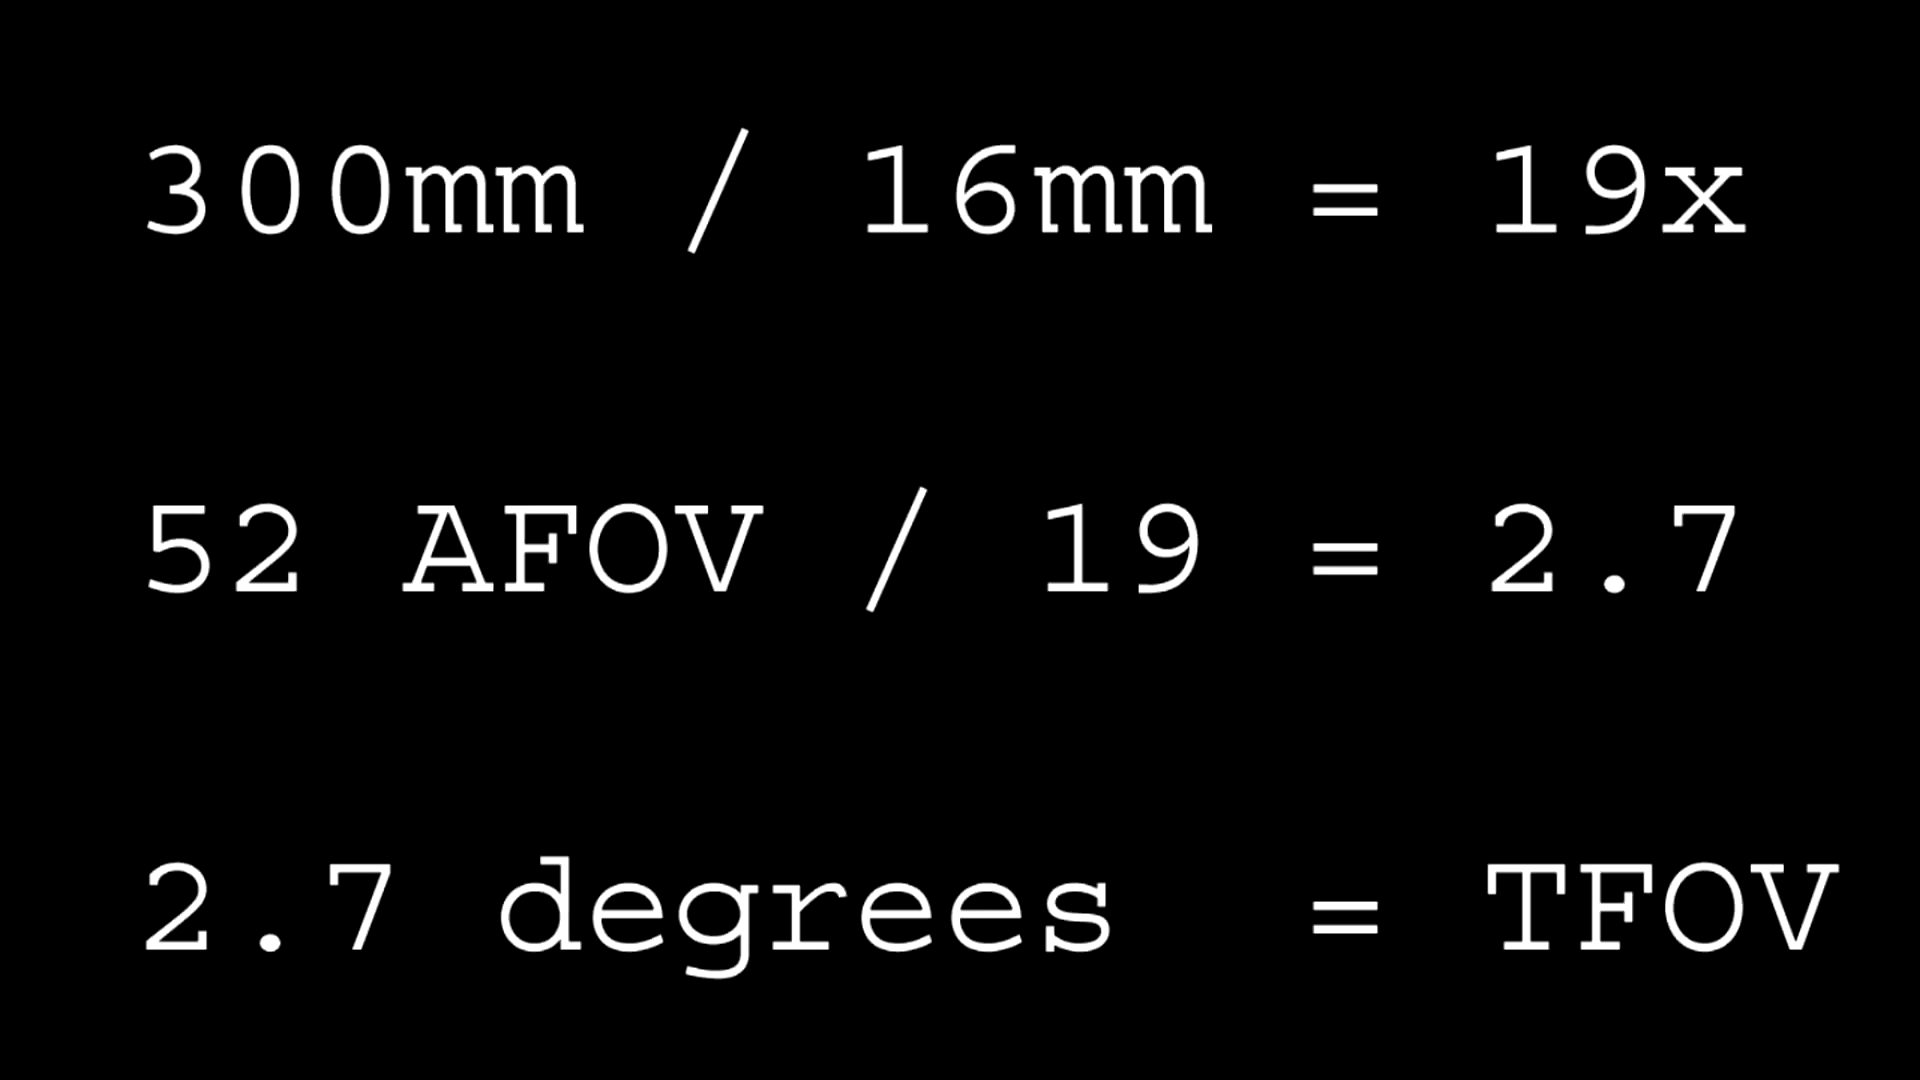 300mm / 16mm = 19x
52 AFOV / 19 = 2.7
2.7 degrees = TFOV